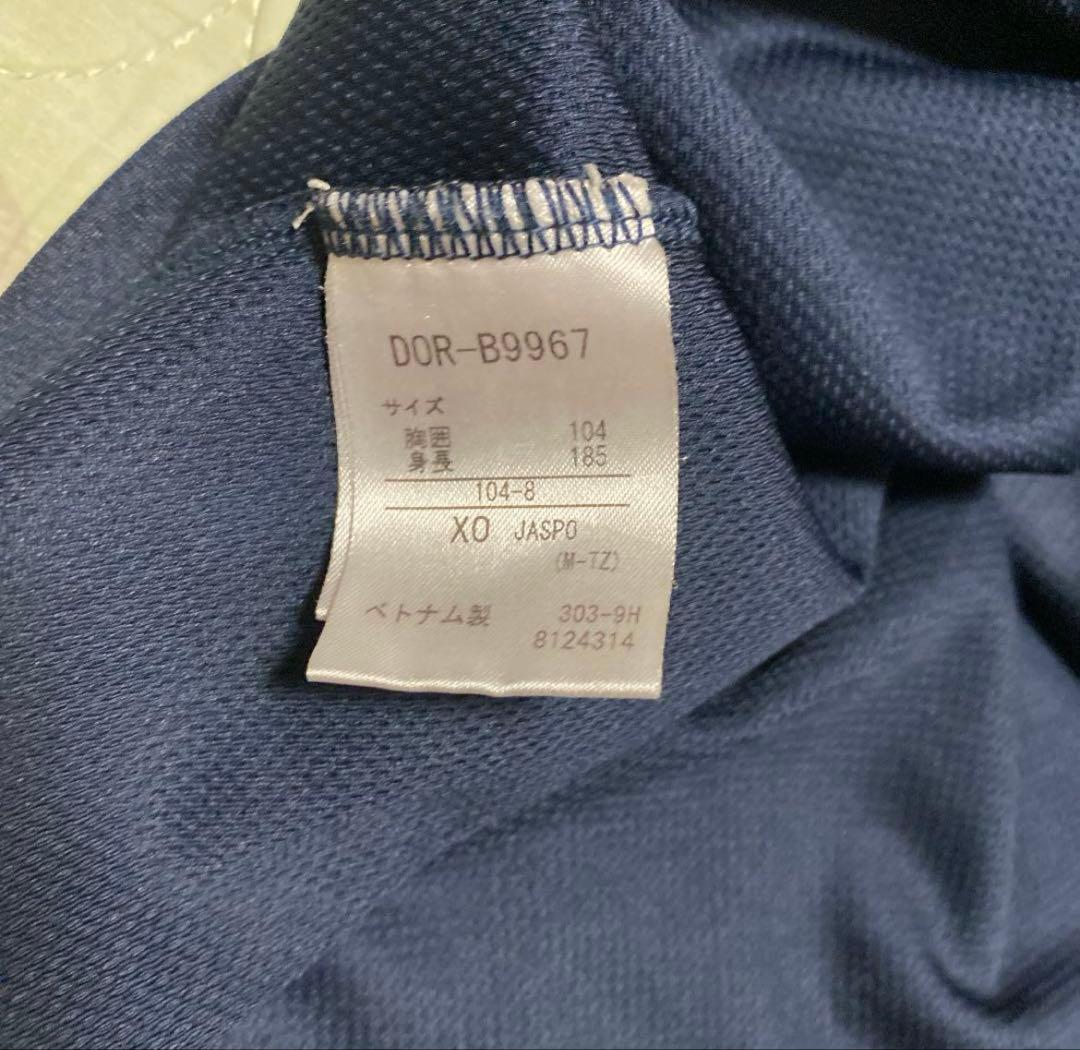 DOR-B9967
サイズ
胸囲 104
身長 185
104-8
XO JASPO
(M-TZ)
ベトナム製 303-9H
8124314